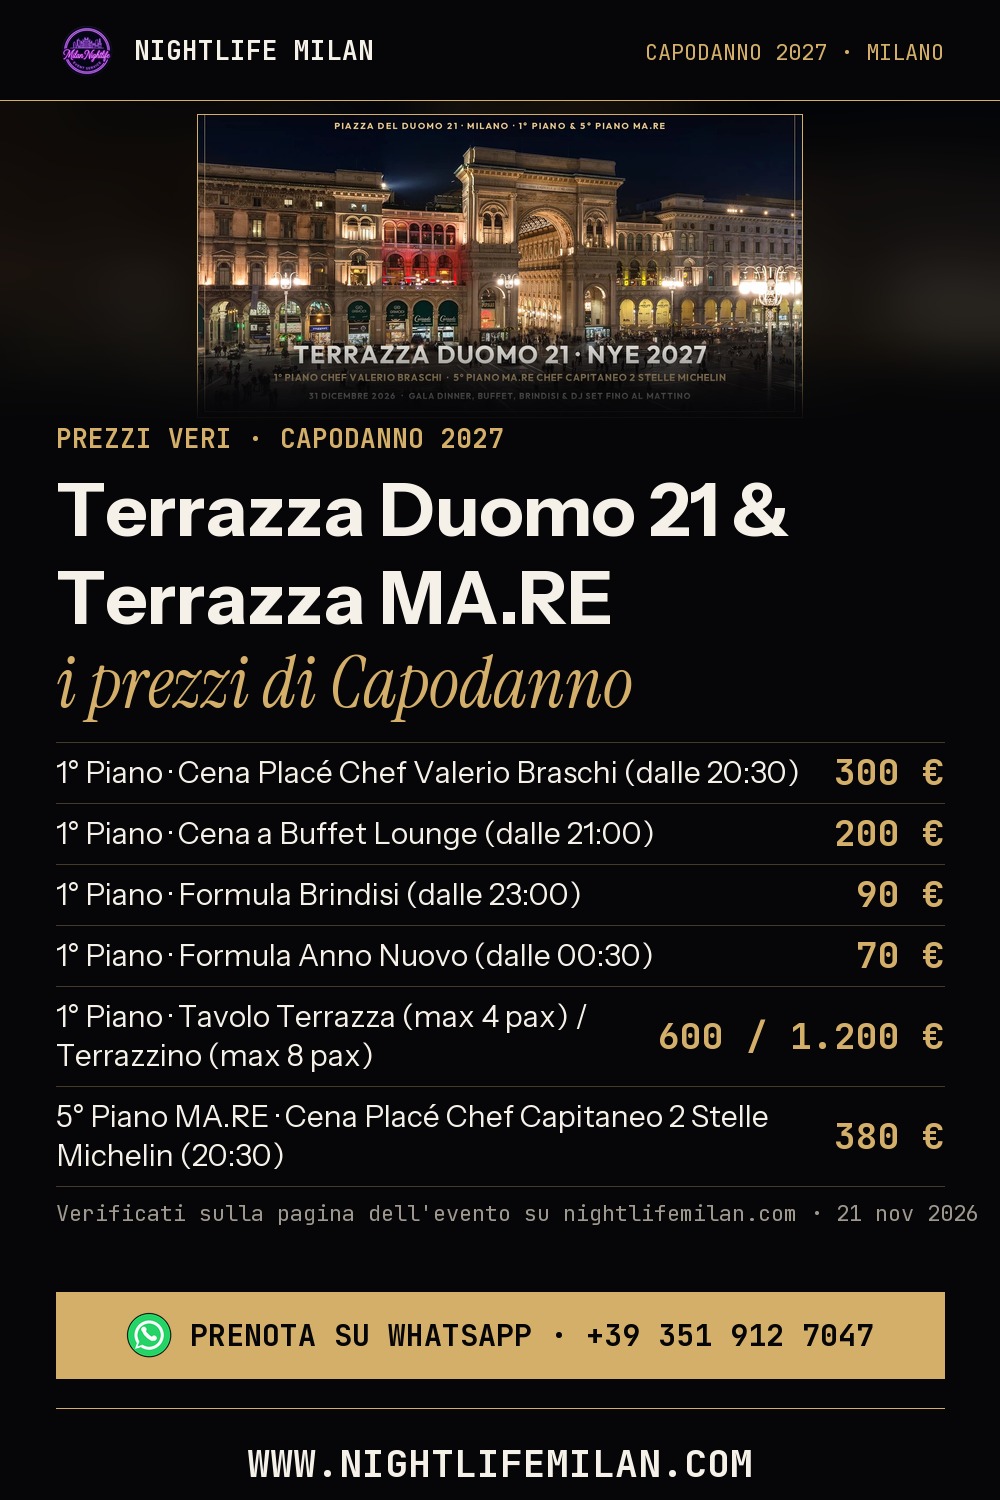 Milan Nightlife
NIGHTLIFE MILAN
CAPODANNO 2027 · MILANO
PIAZZA DEL DUOMO 21 · MILANO · 1° PIANO & 5° PIANO MA.RE
TERRAZZA DUOMO 21 · NYE 2027
1° PIANO CHEF VALERIO BRASCHI · 5° PIANO MA.RE CHEF CAPITANEO 2 STELLE MICHELIN
31 DICEMBRE 2026 · GALA DINNER, BUFFET, BRINDISI & DJ SET FINO AL MATTINO
PREZZI VERI · CAPODANNO 2027
Terrazza Duomo 21 &
Terrazza MA.RE
i prezzi di Capodanno
1° Piano · Cena Placé Chef Valerio Braschi (dalle 20:30) 300 €
1° Piano · Cena a Buffet Lounge (dalle 21:00) 200 €
1° Piano · Formula Brindisi (dalle 23:00) 90 €
1° Piano · Formula Anno Nuovo (dalle 00:30) 70 €
1° Piano · Tavolo Terrazza (max 4 pax) /
Terrazzino (max 8 pax) 600 / 1.200 €
5° Piano MA.RE · Cena Placé Chef Capitaneo 2 Stelle
Michelin (20:30) 380 €
Verificati sulla pagina dell'evento su nightlifemilan.com · 21 nov 2026
PRENOTA SU WHATSAPP · +39 351 912 7047
WWW.NIGHTLIFEMILAN.COM